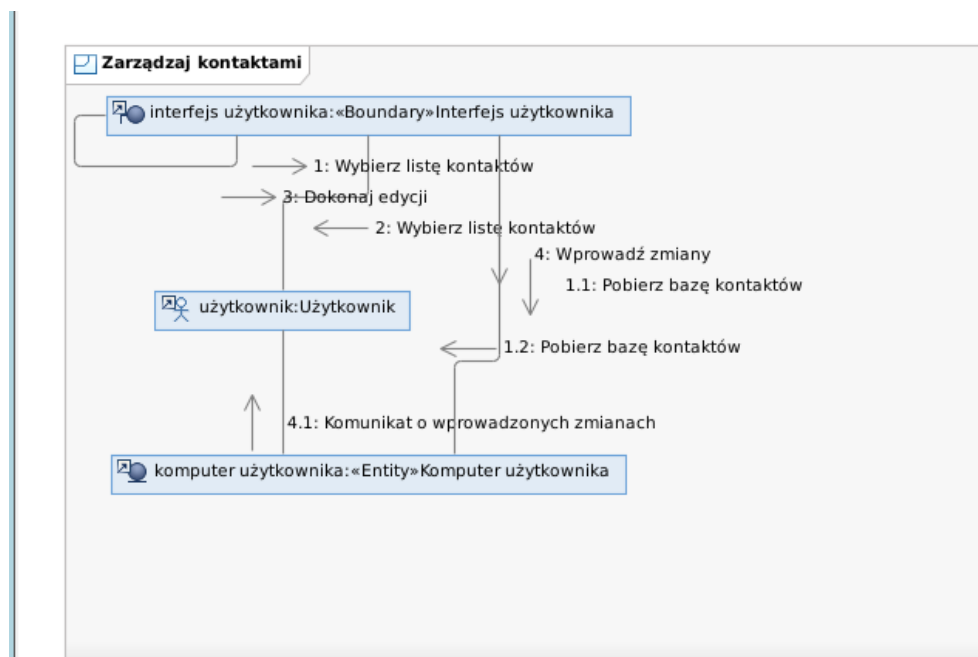 Zarządzaj kontaktami
interfejs użytkownika:«Boundary»Interfejs użytkownika
1: Wybierz listę kontaktów
3: Dokonaj edycji
2: Wybierz listę kontaktów
4: Wprowadź zmiany
1.1: Pobierz bazę kontaktów
użytkownik:Użytkownik
1.2: Pobierz bazę kontaktów
4.1: Komunikat o wprowadzonych zmianach
komputer użytkownika:«Entity»Komputer użytkownika